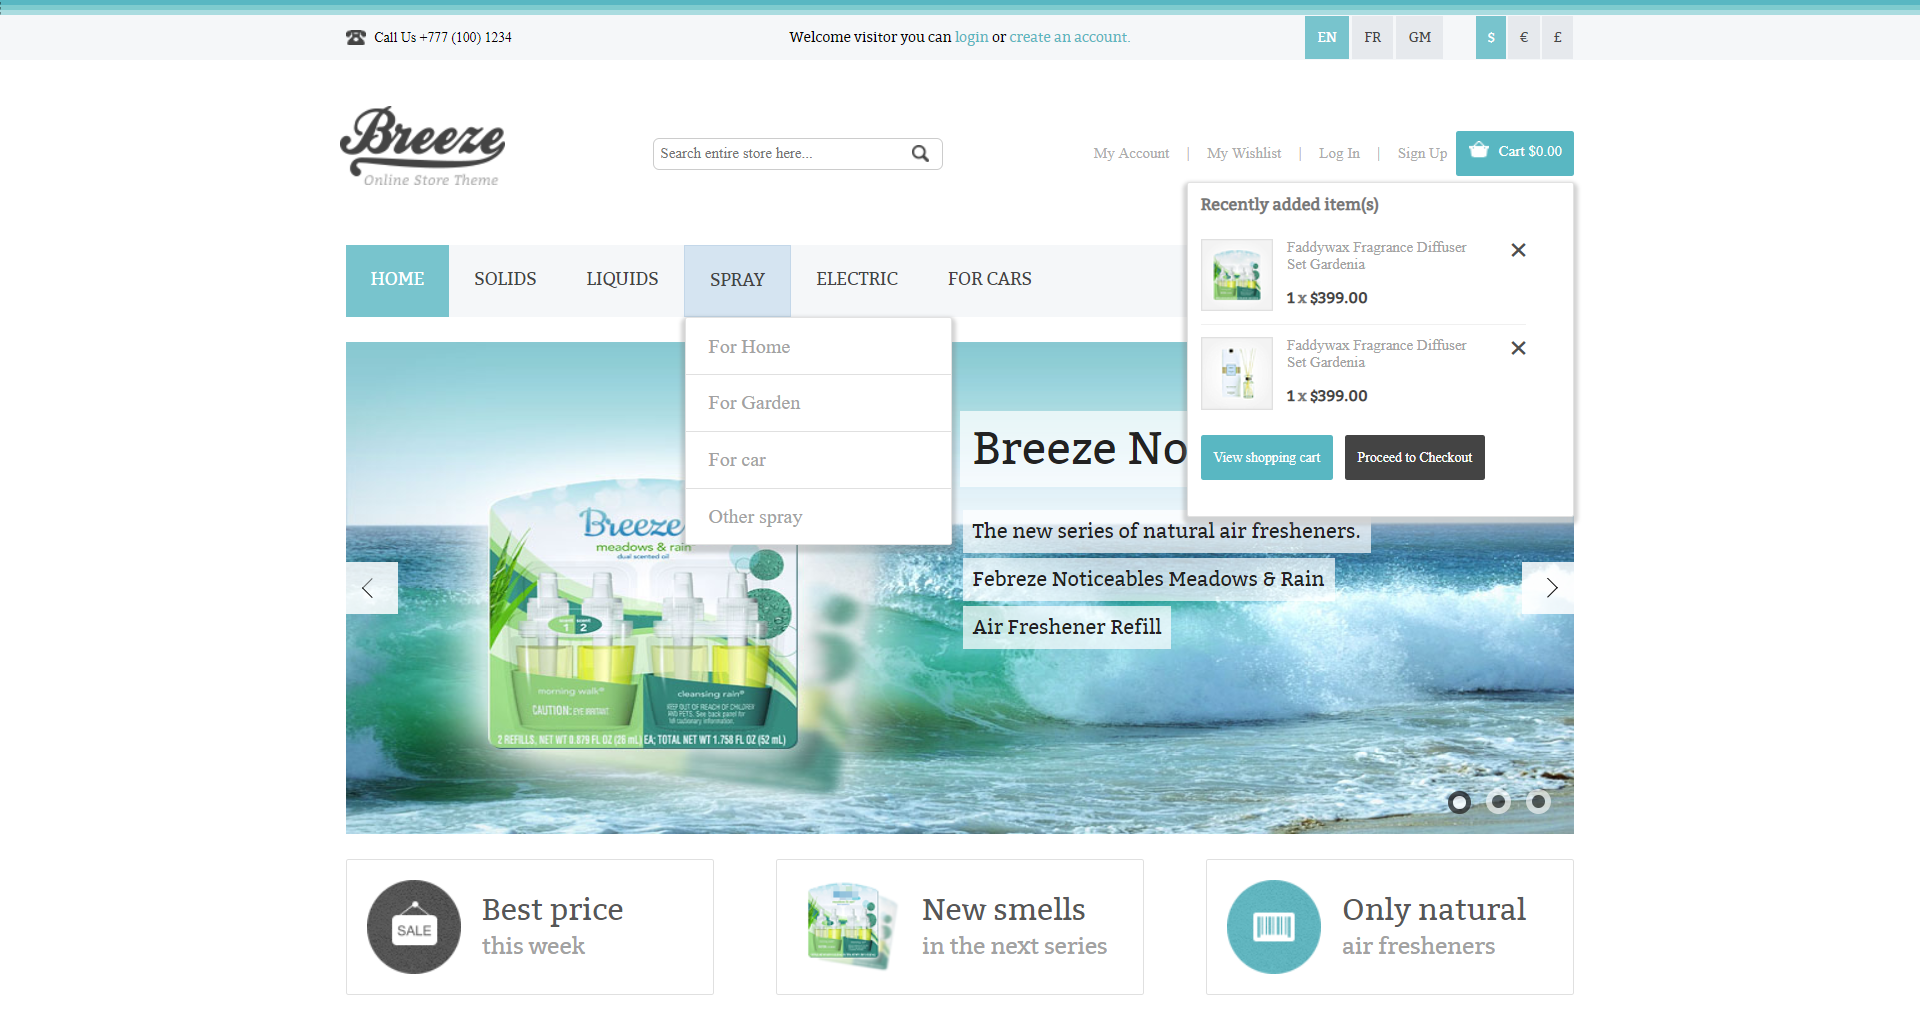 Call Us +777 (100) 1234
Welcome visitor you can login or create an account.
EN FR GM $ € £
Breeze
Online Store Theme
Search entire store here...
My Account | My Wishlist | Log In | Sign Up
Cart $0.00
Recently added item(s)
Faddywax Fragrance Diffuser
Set Gardenia
1 x $399.00
Faddywax Fragrance Diffuser
Set Gardenia
1 x $399.00
View shopping cart
Proceed to Checkout
HOME SOLIDS LIQUIDS SPRAY ELECTRIC FOR CARS
For Home
For Garden
For car
Other spray
Breeze No
The new series of natural air fresheners.
Febreze Noticeables Meadows & Rain
Air Freshener Refill
Breeze
meadows & rain
dual scented oil
scent 1 scent 2
morning walk®
CAUTION: EYE IRRITANT.
cleansing rain®
KEEP OUT OF REACH OF CHILDREN
AND PETS. See back panel for
full cautionary information.
2 REFILLS, NET WT 0.879 FL OZ (26 mL) EA; TOTAL NET WT 1.758 FL OZ (52 mL)
SALE
Best price
this week
New smells
in the next series
Only natural
air fresheners